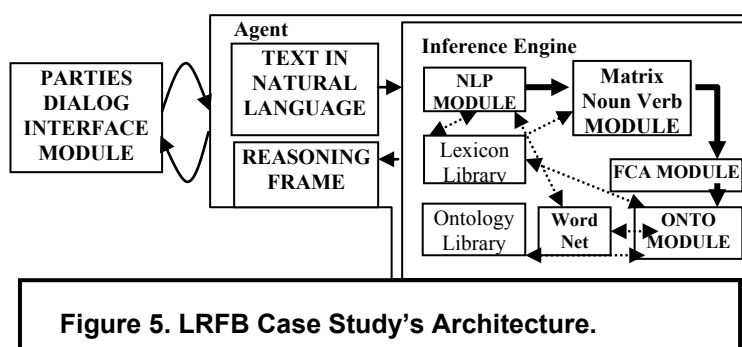 Agent
PARTIES
DIALOG
INTERFACE
MODULE
TEXT IN
NATURAL
LANGUAGE
REASONING
FRAME
Inference Engine
NLP
MODULE
Matrix
Noun Verb
MODULE
Lexicon
Library
FCA MODULE
Ontology
Library
Word
Net
ONTO
MODULE
Figure 5. LRFB Case Study's Architecture.